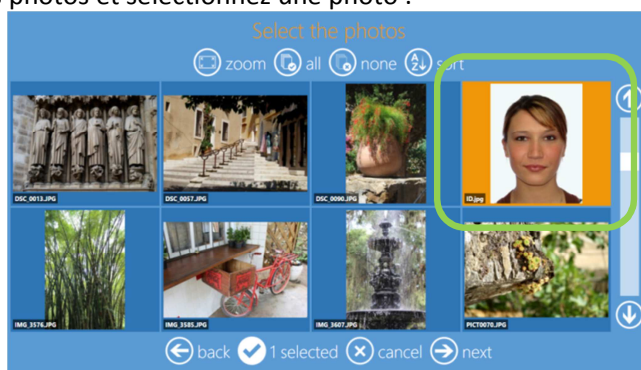 photos et sélectionnez une photo :
Select the photos
zoom all none sort
DSC_0013.JPG DSC_0057.JPG DSC_0090.JPG ID.jpg
IMG_3576.JPG IMG_3585.JPG IMG_3607.JPG PICT0070.JPG
back 1 selected cancel next